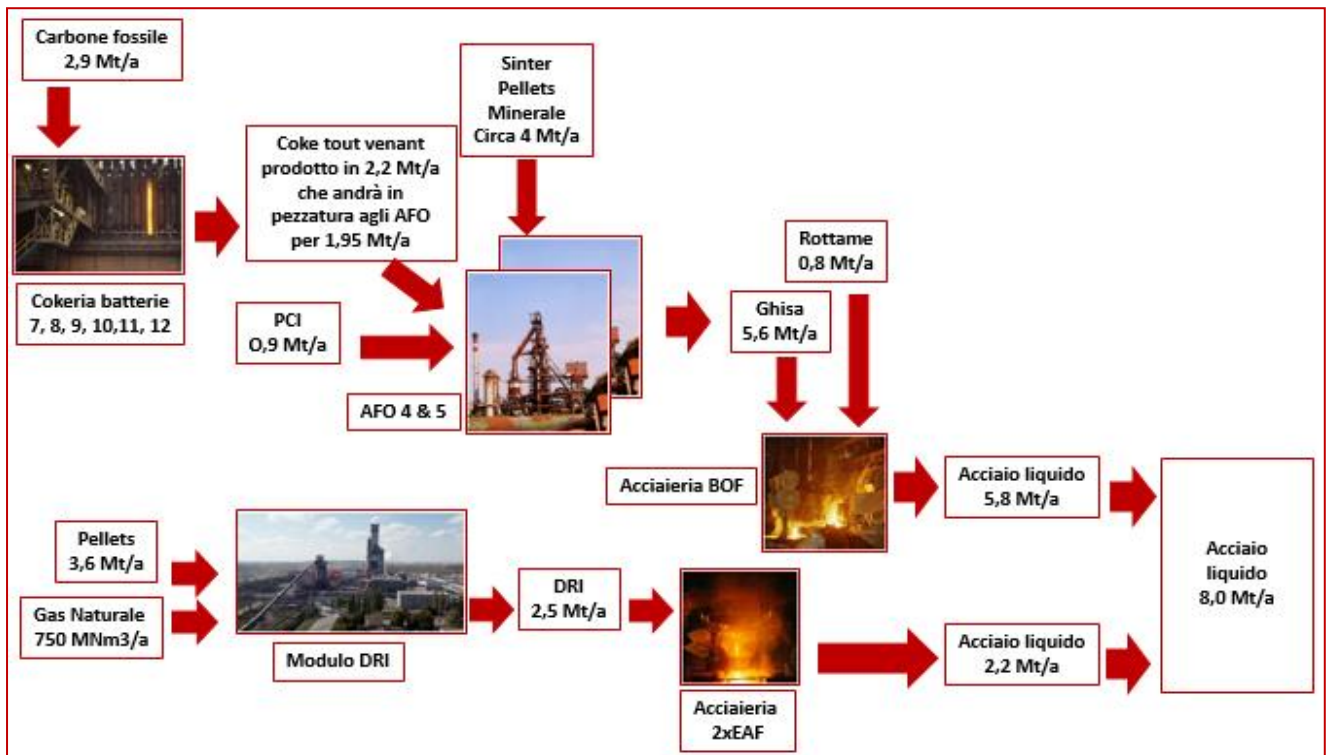 Carbone fossile
2,9 Mt/a
Sinter
Pellets
Minerale
Circa 4 Mt/a
Coke tout venant
prodotto in 2,2 Mt/a
che andrà in
pezzatura agli AFO
per 1,95 Mt/a
Rottame
0,8 Mt/a
Cokeria batterie
7, 8, 9, 10,11, 12
PCI
O,9 Mt/a
Ghisa
5,6 Mt/a
AFO 4 & 5
Acciaieria BOF
Acciaio liquido
5,8 Mt/a
Pellets
3,6 Mt/a
Gas Naturale
750 MNm3/a
Modulo DRI
DRI
2,5 Mt/a
Acciaieria
2xEAF
Acciaio liquido
2,2 Mt/a
Acciaio
liquido
8,0 Mt/a